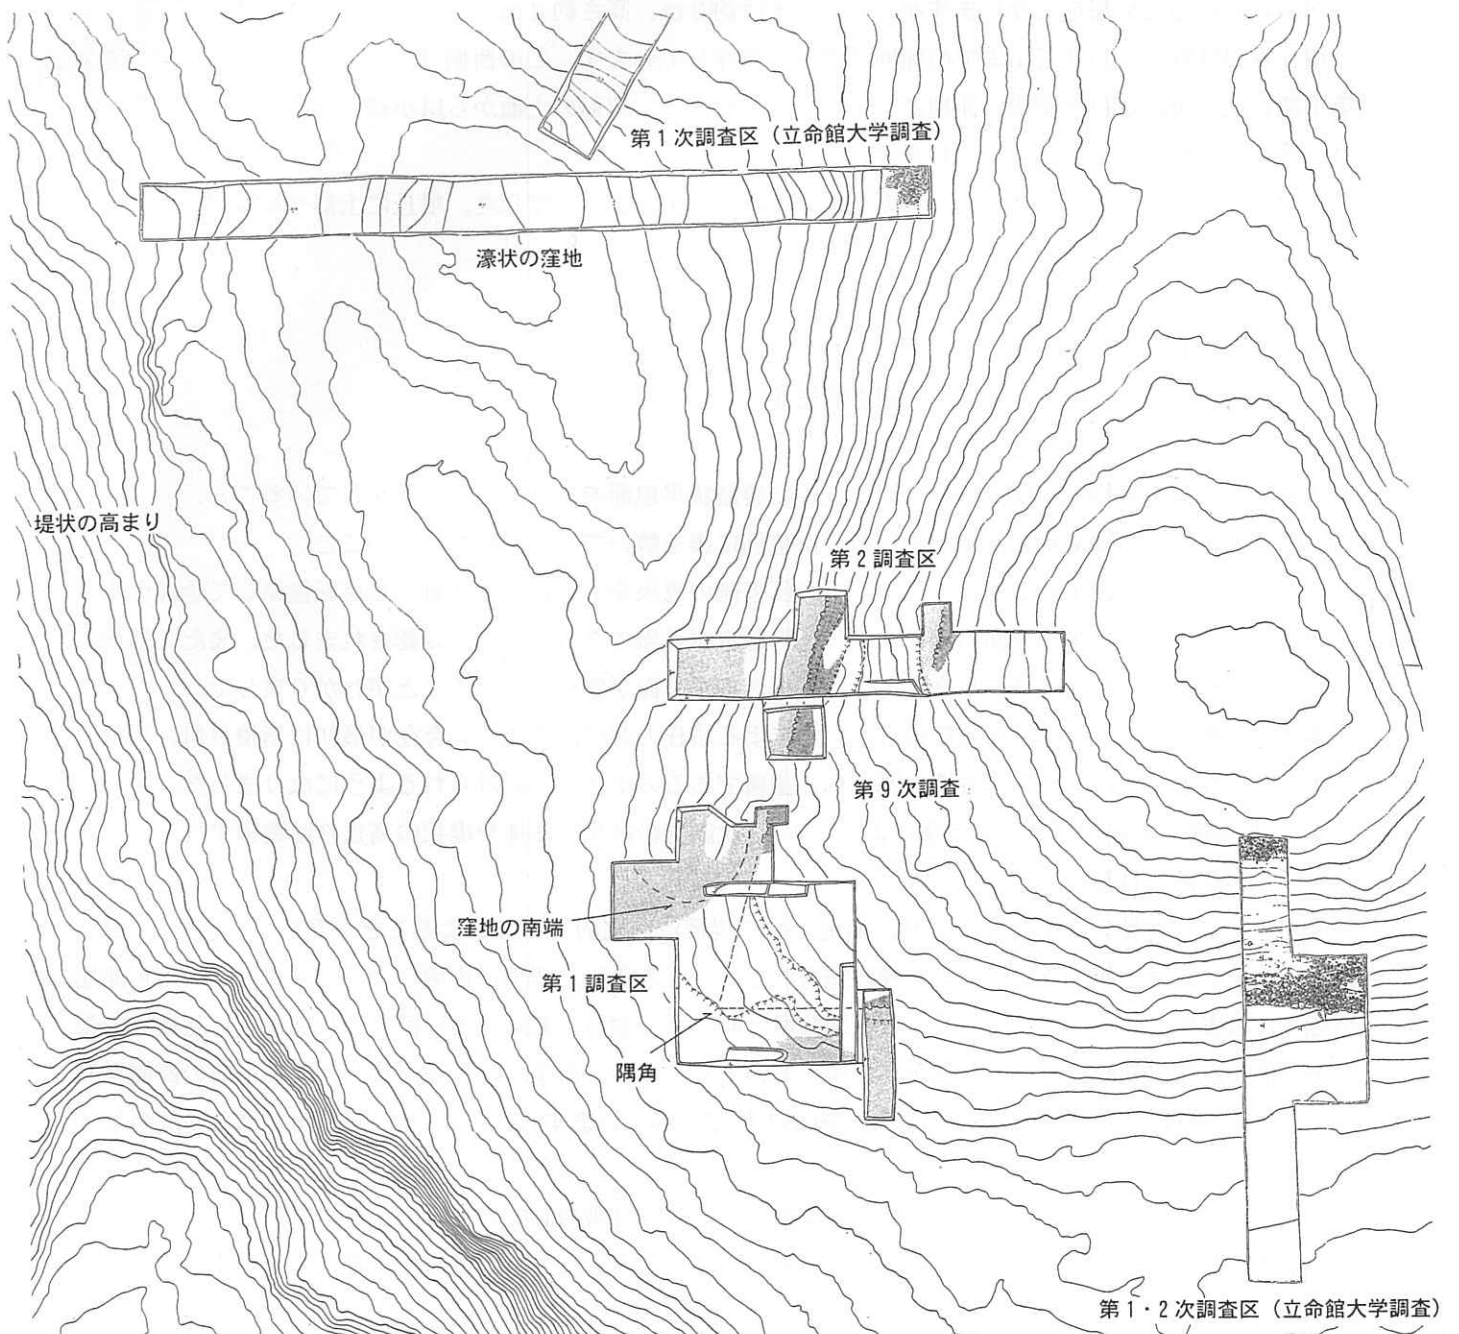 第1次調査区（立命館大学調査）
濠状の窪地
堤状の高まり
第2調査区
第9次調査
窪地の南端
第1調査区
隅角
第1・2次調査区（立命館大学調査）